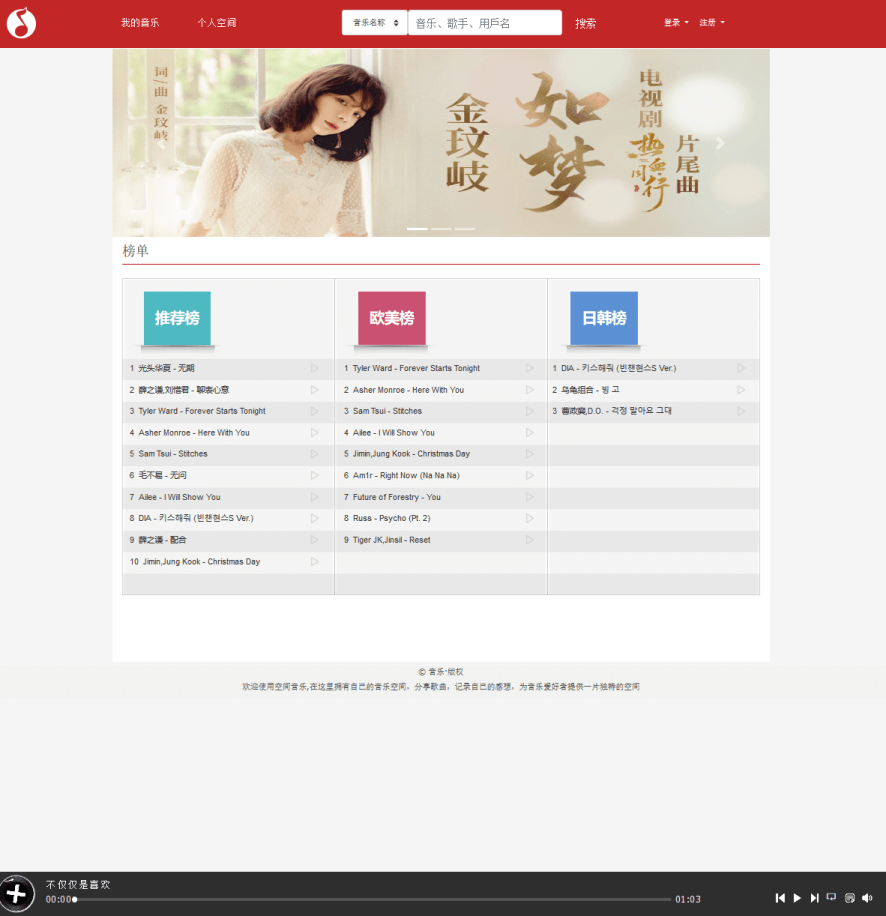 我的音乐 个人空间 音乐名称 音乐、歌手、用戶名 搜索 登录 注册
词/曲 金玟岐
金玟岐
如梦
电视剧
热血同行
片尾曲
榜单
推荐榜
1 光头华夏 - 无期
2 薛之谦,刘惜君 - 聊表心意
3 Tyler Ward - Forever Starts Tonight
4 Asher Monroe - Here With You
5 Sam Tsui - Stitches
6 毛不易 - 无问
7 Ailee - I Will Show You
8 DIA - 키스해줘 (빈챈현스S Ver.)
9 薛之谦 - 配合
10 Jimin,Jung Kook - Christmas Day
欧美榜
1 Tyler Ward - Forever Starts Tonight
2 Asher Monroe - Here With You
3 Sam Tsui - Stitches
4 Ailee - I Will Show You
5 Jimin,Jung Kook - Christmas Day
6 Am1r - Right Now (Na Na Na)
7 Future of Forestry - You
8 Russ - Psycho (Pt. 2)
9 Tiger JK,Jinsil - Reset
日韩榜
1 DIA - 키스해줘 (빈챈현스S Ver.)
2 乌龟组合 - 빙 고
3 曹政奭,D.O. - 걱정 말아요 그대
© 音乐·版权
欢迎使用空间音乐,在这里拥有自己的音乐空间，分享歌曲，记录自己的感想，为音乐爱好者提供一片独特的空间
不仅仅是喜欢
00:00 01:03